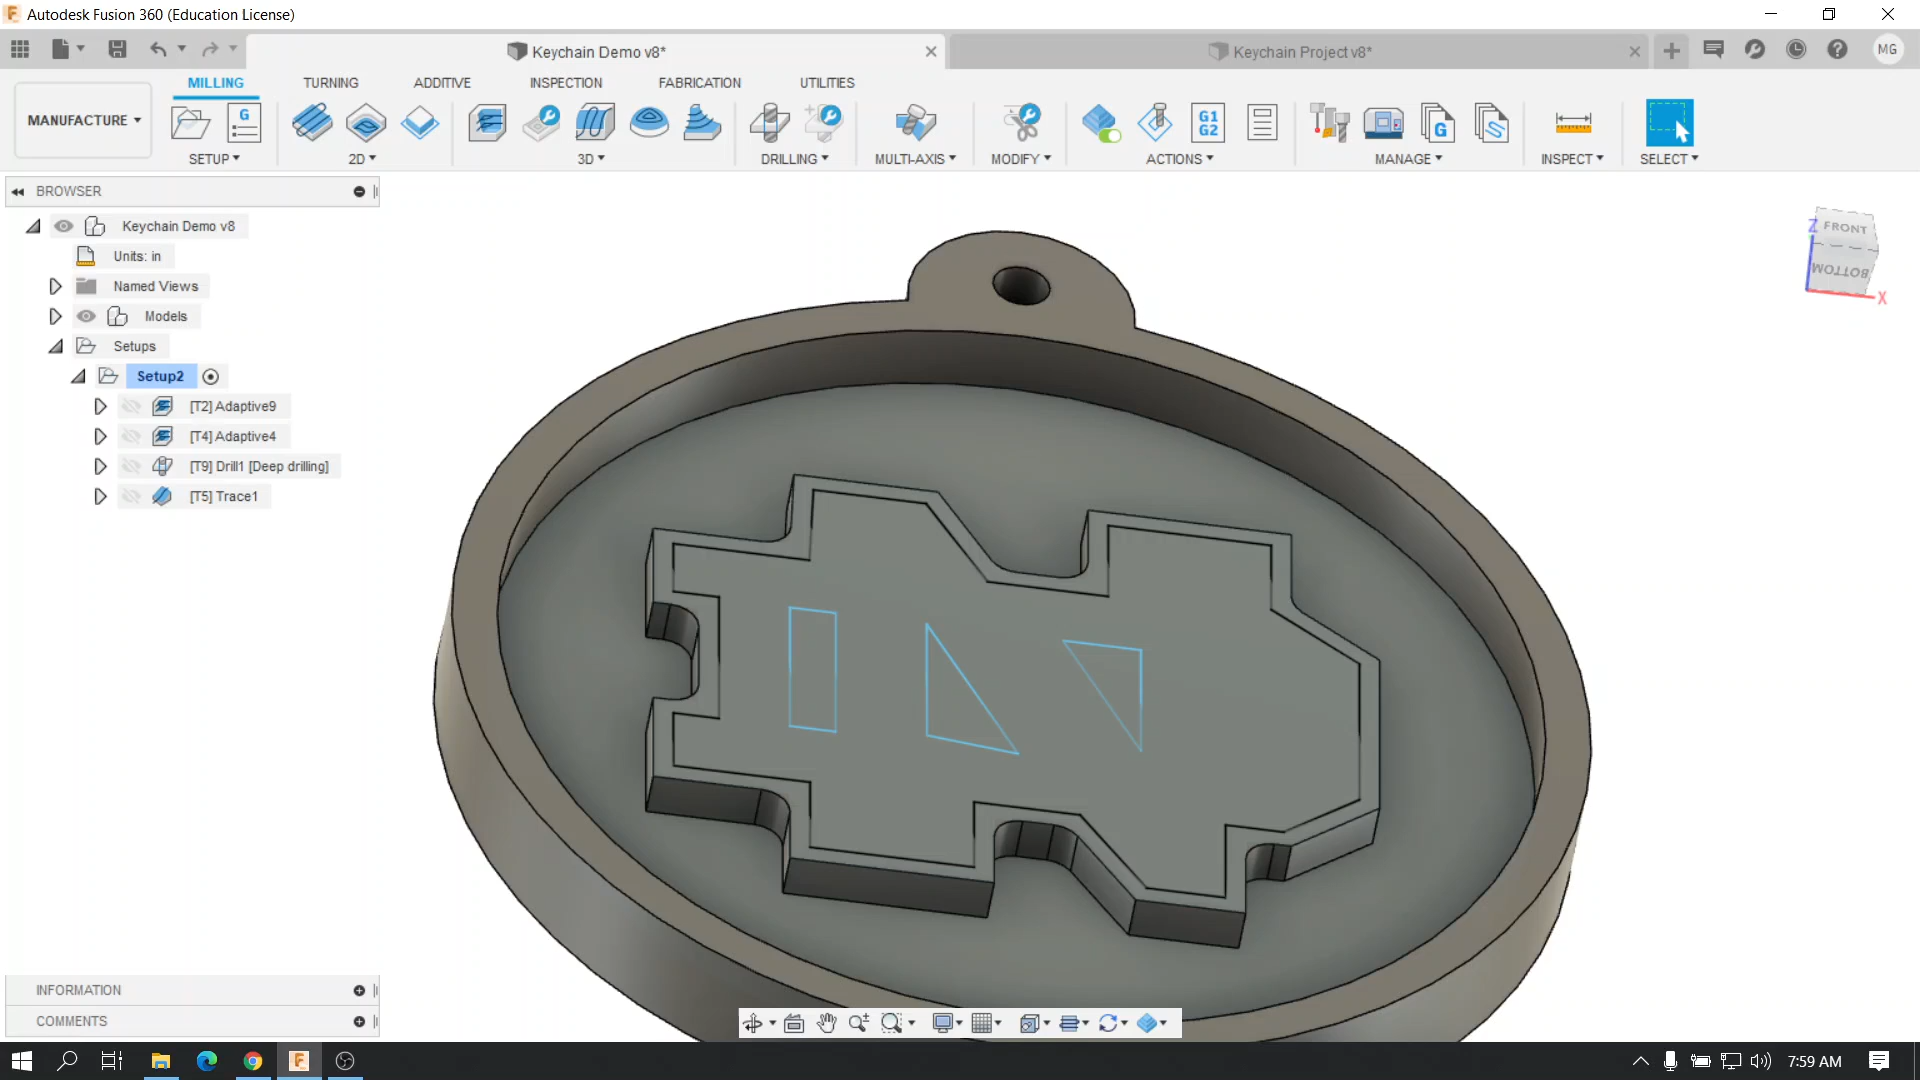 Autodesk Fusion 360 (Education License)
Keychain Demo v8*
Keychain Project v8*
MG
MANUFACTURE
MILLING
TURNING
ADDITIVE
INSPECTION
FABRICATION
UTILITIES
G
G1
G2
G
SETUP
2D
3D
DRILLING
MULTI-AXIS
MODIFY
ACTIONS
MANAGE
INSPECT
SELECT
BROWSER
Keychain Demo v8
Units: in
Named Views
Models
Setups
Setup2
[T2] Adaptive9
[T4] Adaptive4
[T9] Drill1 [Deep drilling]
[T5] Trace1
Z
FRONT
BOTTOM
X
INFORMATION
COMMENTS
7:59 AM